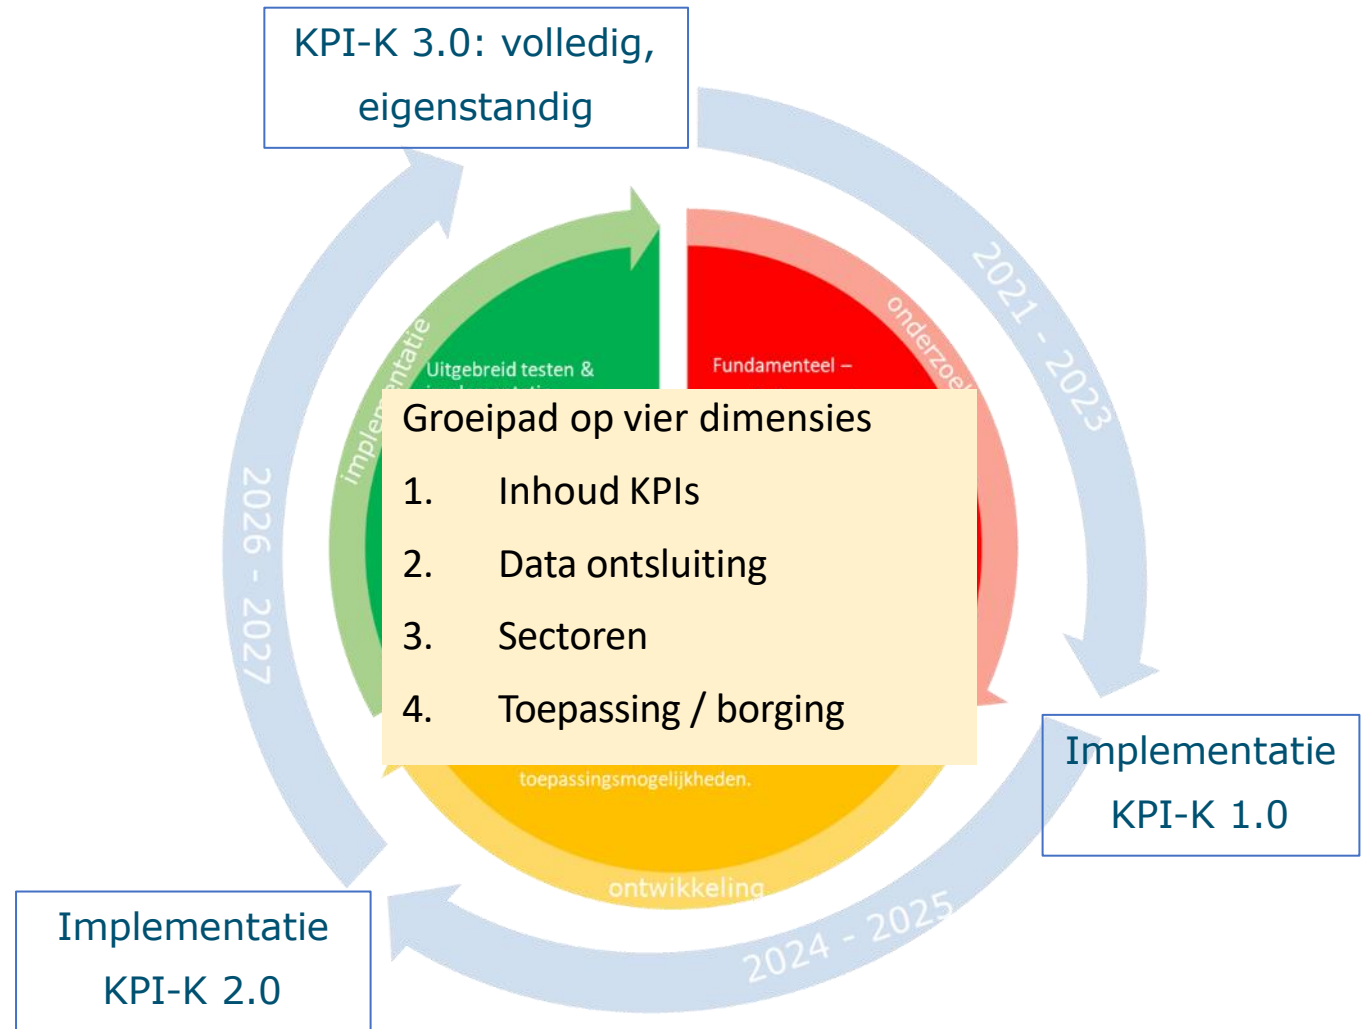 KPI-K 3.0: volledig,
eigenstandig
2021 - 2023
onderzoek
implementatie
Uitgebreid testen &
Fundamenteel –
Groeipad op vier dimensies
1. Inhoud KPIs
2. Data ontsluiting
3. Sectoren
4. Toepassing / borging
2026 - 2027
toepassingsmogelijkheden.
ontwikkeling
Implementatie
KPI-K 1.0
2024 - 2025
Implementatie
KPI-K 2.0